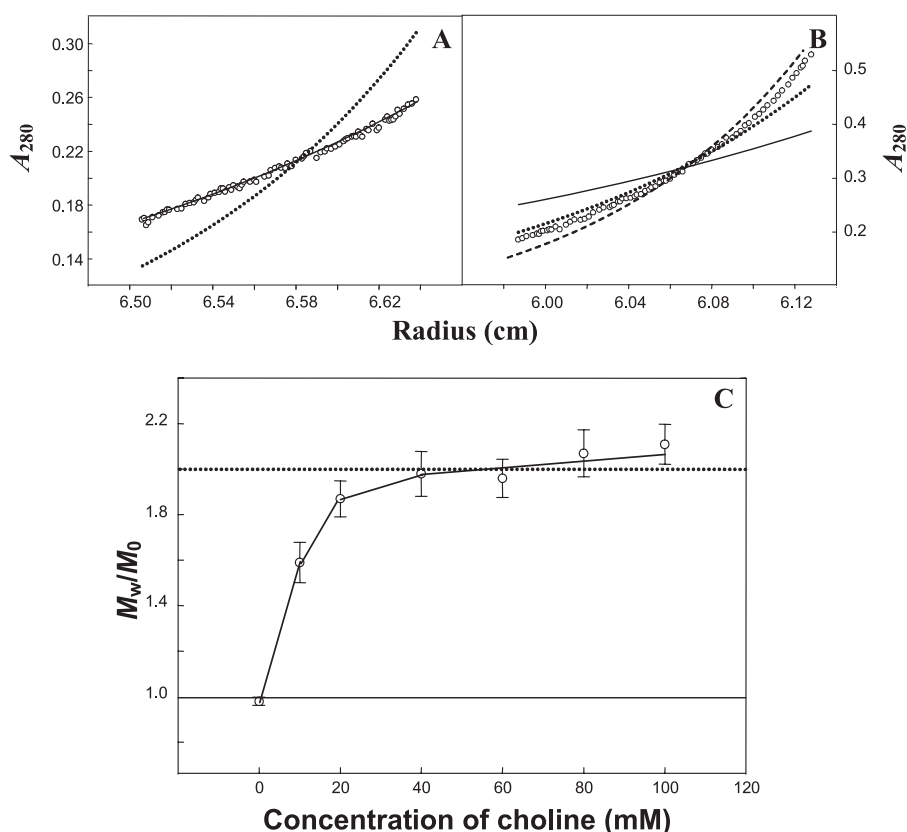 A
B
0.30
0.26
0.22
0.18
0.14
A280
0.5
0.4
0.3
0.2
A280
6.50 6.54 6.58 6.62
6.00 6.04 6.08 6.12
Radius (cm)
C
2.2
1.8
1.4
1.0
Mw/M0
0 20 40 60 80 100 120
Concentration of choline (mM)